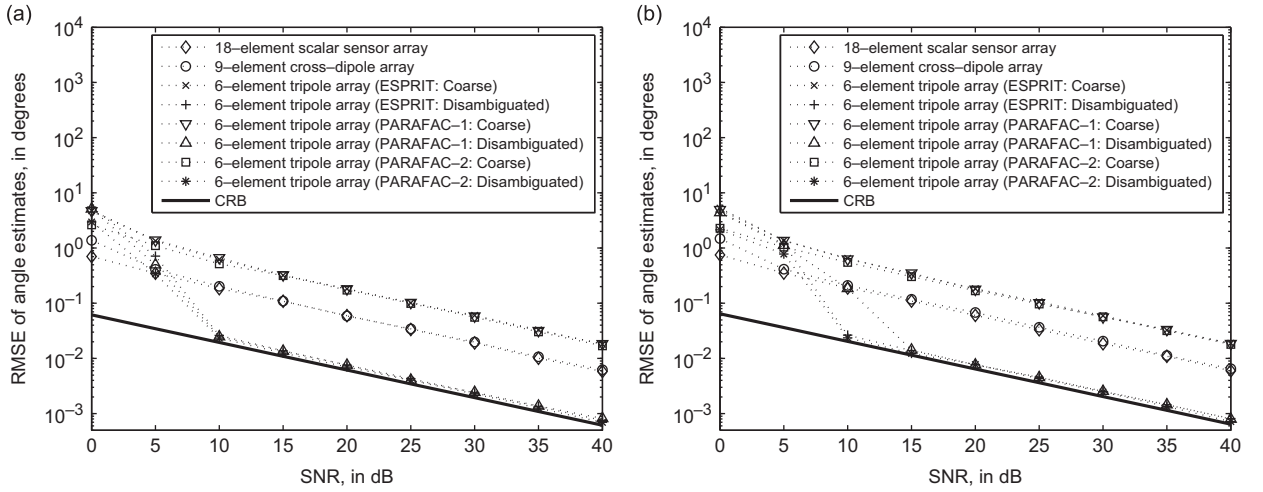 (a)
10^4
10^3
10^2
10^1
10^0
10^−1
10^−2
10^−3
RMSE of angle estimates, in degrees
18–element scalar sensor array
9–element cross–dipole array
6–element tripole array (ESPRIT: Coarse)
6–element tripole array (ESPRIT: Disambiguated)
6–element tripole array (PARAFAC–1: Coarse)
6–element tripole array (PARAFAC–1: Disambiguated)
6–element tripole array (PARAFAC–2: Coarse)
6–element tripole array (PARAFAC–2: Disambiguated)
CRB
0 5 10 15 20 25 30 35 40
SNR, in dB
(b)
10^4
10^3
10^2
10^1
10^0
10^−1
10^−2
10^−3
RMSE of angle estimates, in degrees
18–element scalar sensor array
9–element cross–dipole array
6–element tripole array (ESPRIT: Coarse)
6–element tripole array (ESPRIT: Disambiguated)
6–element tripole array (PARAFAC–1: Coarse)
6–element tripole array (PARAFAC–1: Disambiguated)
6–element tripole array (PARAFAC–2: Coarse)
6–element tripole array (PARAFAC–2: Disambiguated)
CRB
0 5 10 15 20 25 30 35 40
SNR, in dB